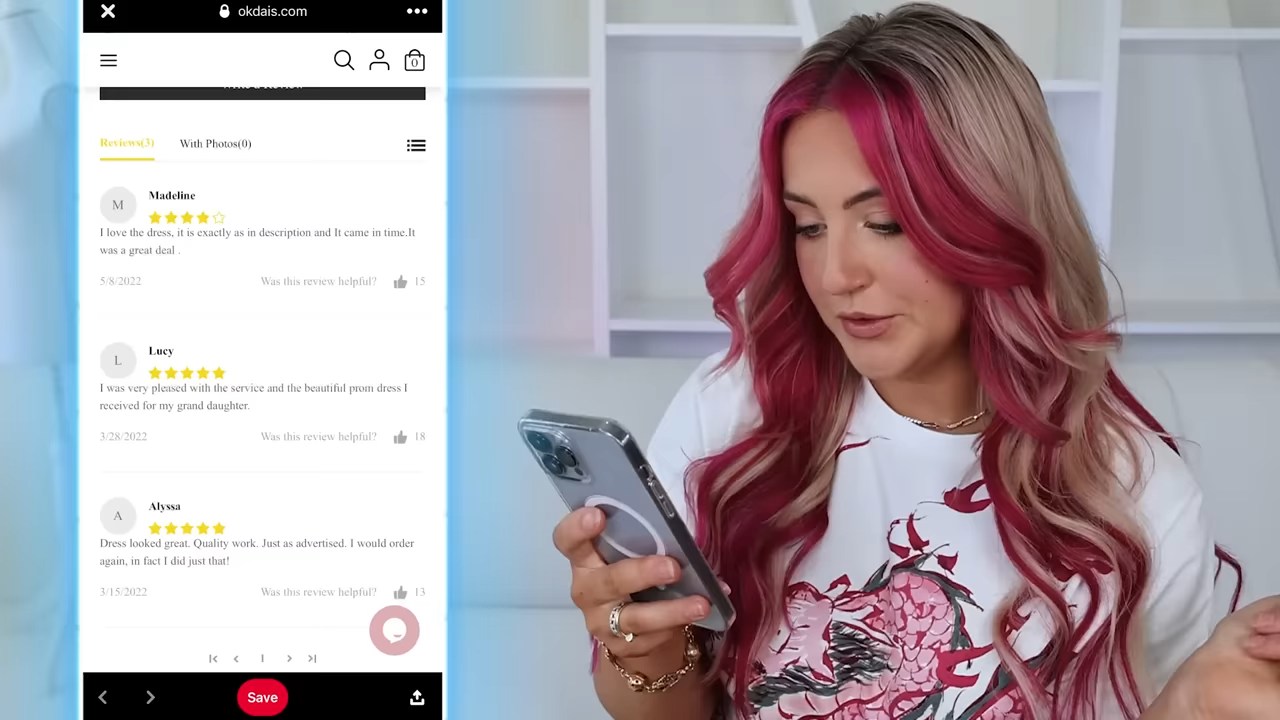 okdais.com
0
Reviews(3) With Photos(0)
M Madeline
I love the dress, it is exactly as in description and It came in time.It
was a great deal .
5/8/2022 Was this review helpful? 15
L Lucy
I was very pleased with the service and the beautiful prom dress I
received for my grand daughter.
3/28/2022 Was this review helpful? 18
A Alyssa
Dress looked great. Quality work. Just as advertised. I would order
again, in fact I did just that!
3/15/2022 Was this review helpful? 13
1
Save